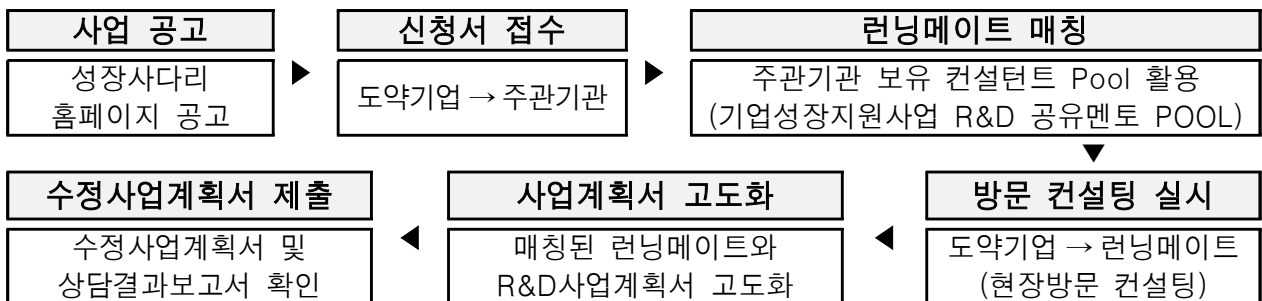 사업 공고
성장사다리
홈페이지 공고
▶
신청서 접수
도약기업 → 주관기관
▶
런닝메이트 매칭
주관기관 보유 컨설턴트 Pool 활용
(기업성장지원사업 R&D 공유멘토 POOL)
▼
방문 컨설팅 실시
도약기업 → 런닝메이트
(현장방문 컨설팅)
◀
사업계획서 고도화
매칭된 런닝메이트와
R&D사업계획서 고도화
◀
수정사업계획서 제출
수정사업계획서 및
상담결과보고서 확인